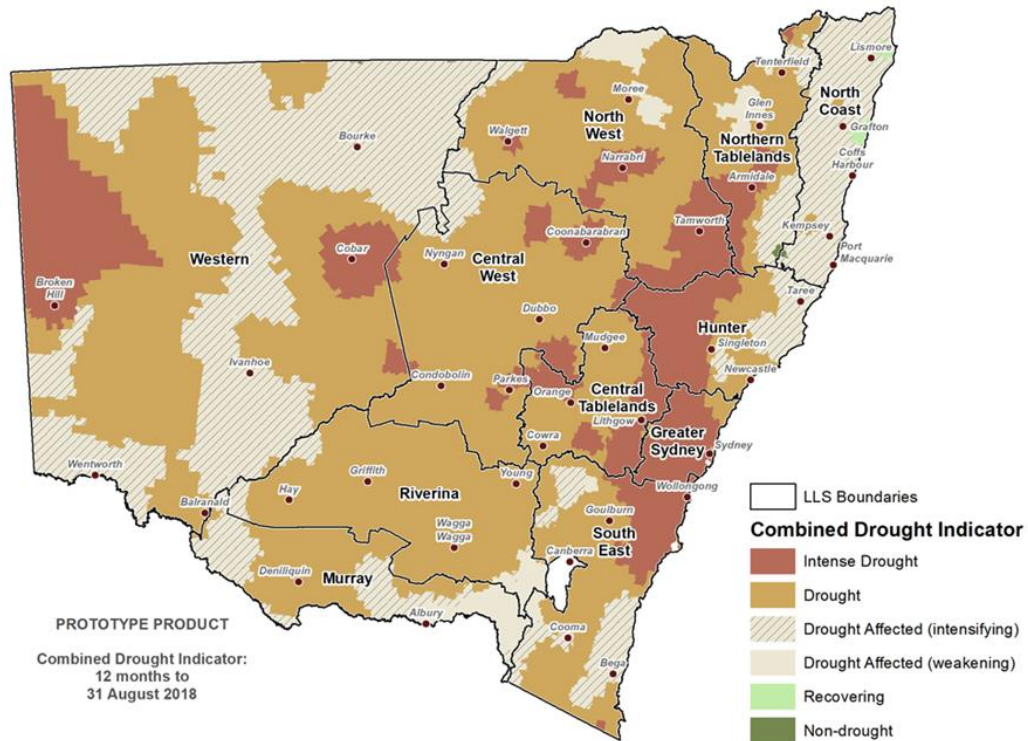 Lismore
Tenterfield
North
Coast
Moree
North
West
Glen
Innes
Northern
Tablelands
Grafton
Coffs
Harbour
Bourke
Walgett
Narrabri
Armidale
Tamworth
Kempsey
Port
Macquarie
Coonabarabran
Cobar
Nyngan
Western
Central
West
Broken
Hill
Taree
Dubbo
Hunter
Mudgee
Singleton
Ivanhoe
Newcastle
Condobolin
Parkes
Orange
Central
Tablelands
Lithgow
Greater
Sydney
Sydney
Cowra
Wentworth
Griffith
Young
Hay
Riverina
Wollongong
Balranald
Goulburn
South
East
Wagga
Wagga
Canberra
Deniliquin
Murray
Albury
Cooma
Bega
PROTOTYPE PRODUCT
Combined Drought Indicator:
12 months to
31 August 2018
LLS Boundaries
Combined Drought Indicator
Intense Drought
Drought
Drought Affected (intensifying)
Drought Affected (weakening)
Recovering
Non-drought